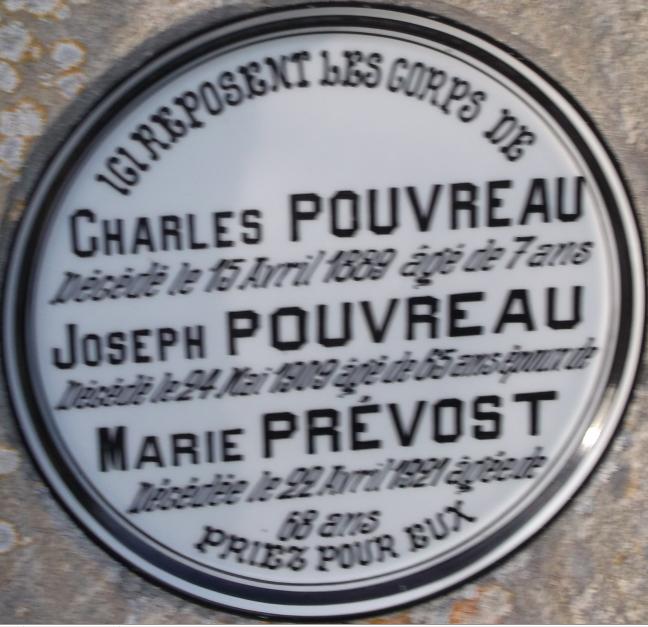 ICI REPOSENT LES CORPS DE
CHARLES POUVREAU
Décédé le 15 Avril 1889 âgé de 7 ans
JOSEPH POUVREAU
Décédé le 24 Mai 1909 âgé de 65 ans époux de
MARIE PRÉVOST
Décédée le 22 Avril 1921 âgée de
68 ans
PRIEZ POUR EUX